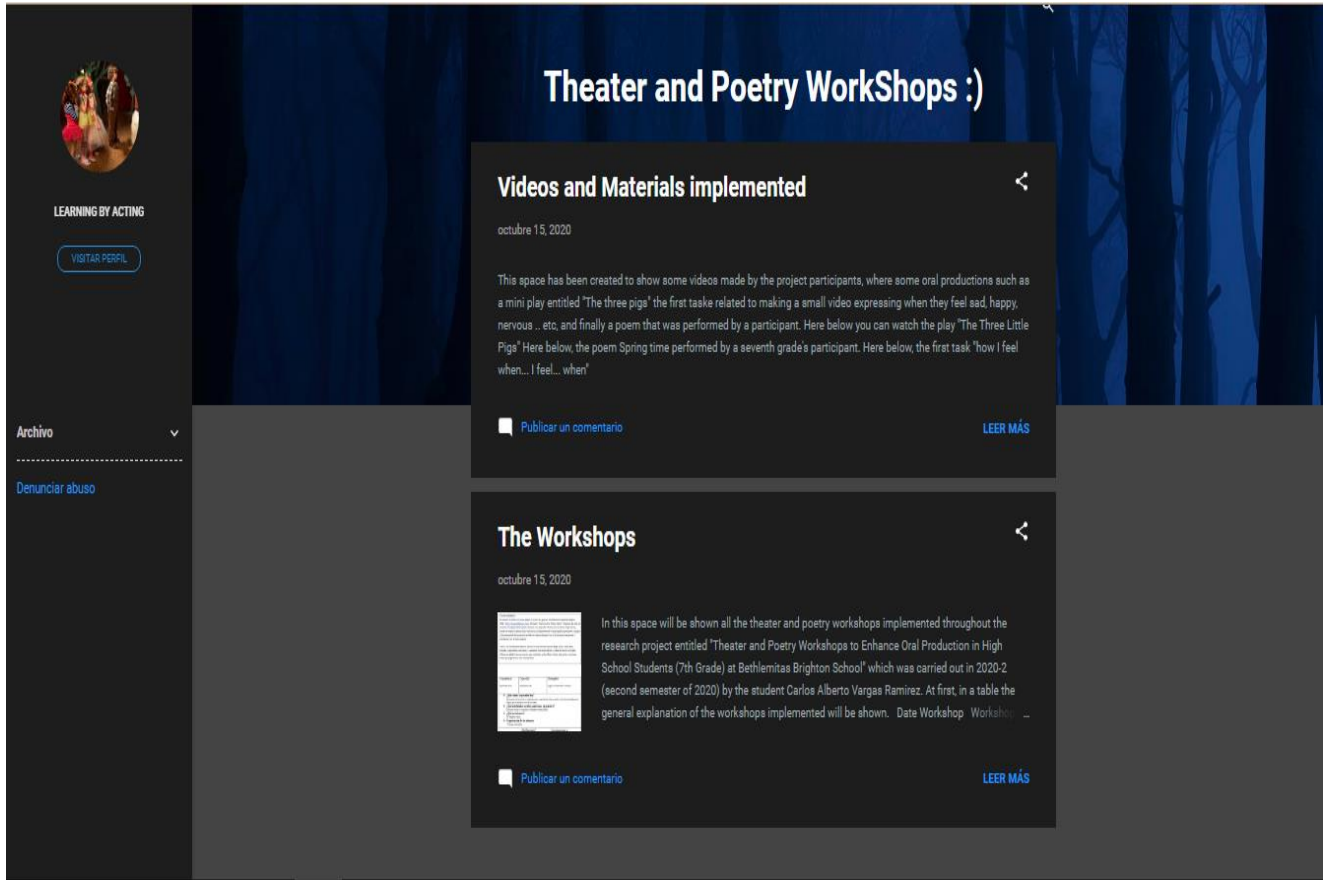 Theater and Poetry WorkShops :)
LEARNING BY ACTING
VISITAR PERFIL
Archivo
Denunciar abuso
Videos and Materials implemented
octubre 15, 2020
This space has been created to show some videos made by the project participants, where some oral productions such as
a mini play entitled "The three pigs" the first taske related to making a small video expressing when they feel sad, happy,
nervous .. etc, and finally a poem that was performed by a participant. Here below you can watch the play "The Three Little
Pigs" Here below, the poem Spring time performed by a seventh grade's participant. Here below, the first task "how I feel
when... I feel... when"
Publicar un comentario
LEER MÁS
The Workshops
octubre 15, 2020
In this space will be shown all the theater and poetry workshops implemented throughout the
research project entitled "Theater and Poetry Workshops to Enhance Oral Production in High
School Students (7th Grade) at Bethlemitas Brighton School" which was carried out in 2020-2
(second semester of 2020) by the student Carlos Alberto Vargas Ramirez. At first, in a table the
general explanation of the workshops implemented will be shown. Date Workshop Workshop ...
Publicar un comentario
LEER MÁS